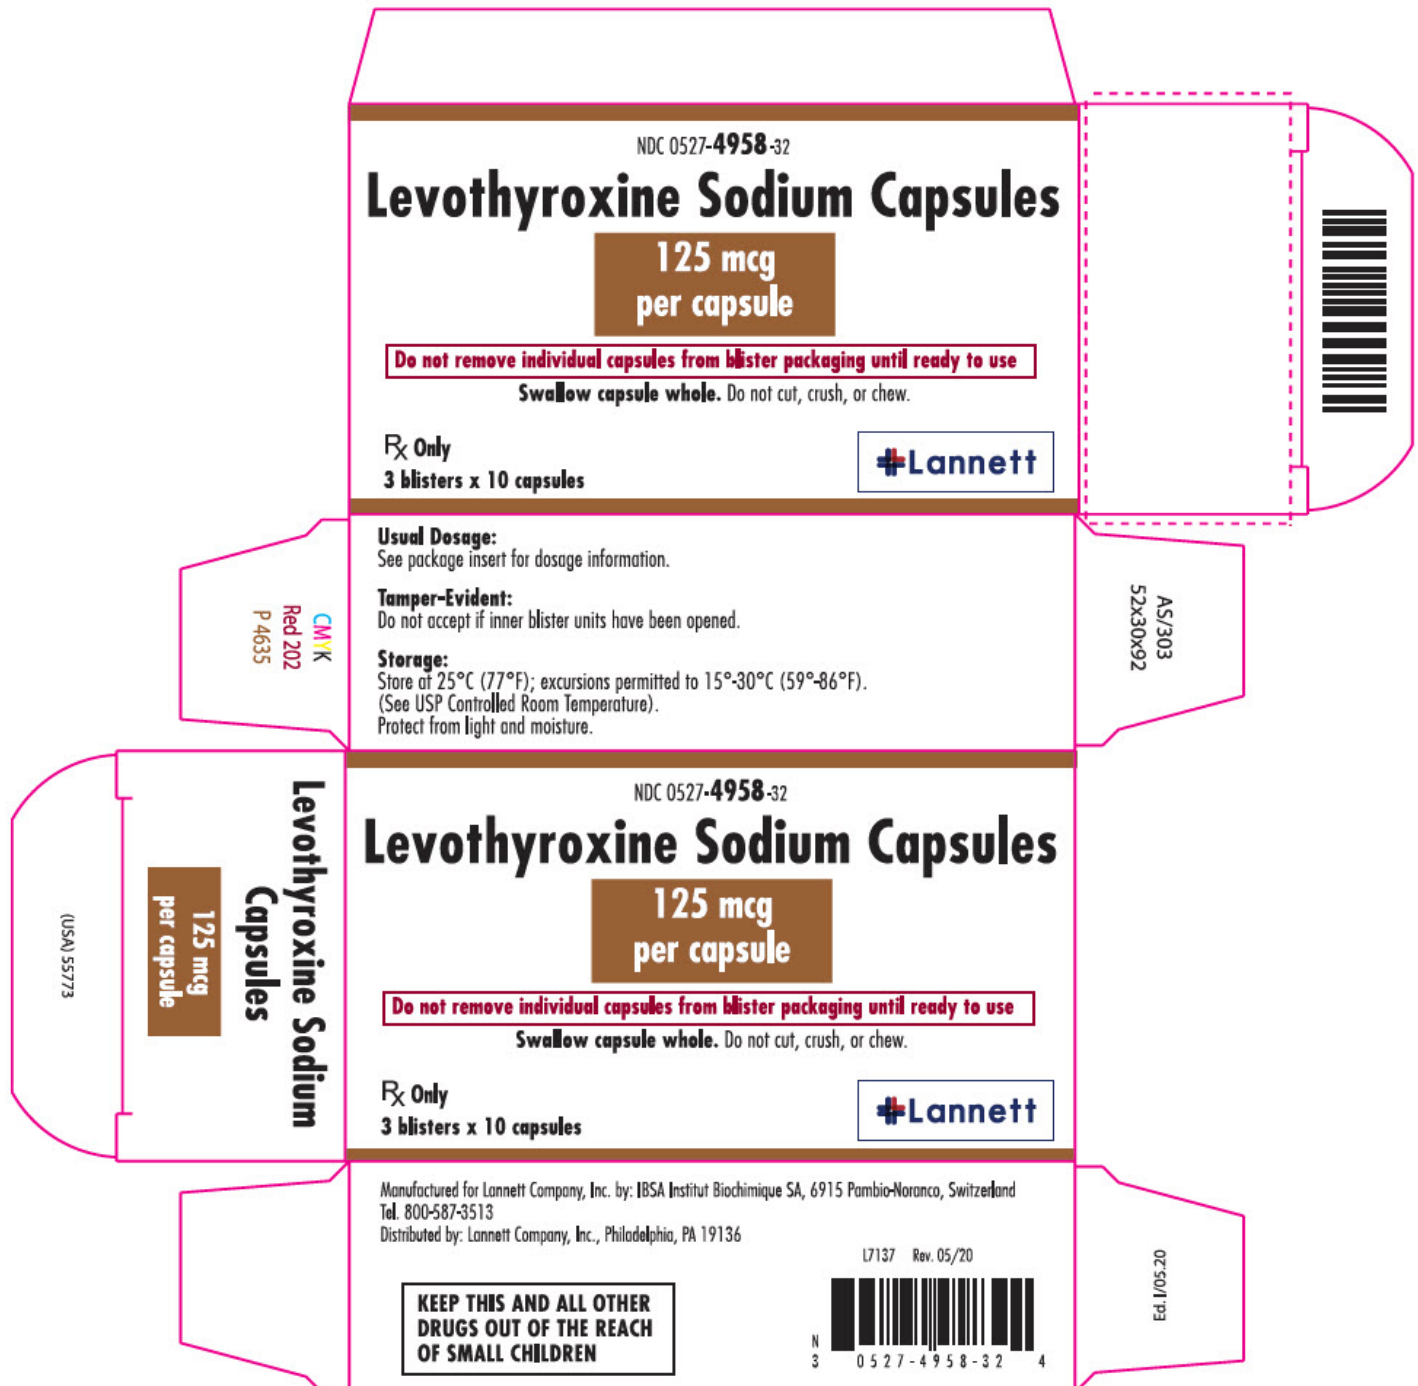 NDC 0527-4958-32
Levothyroxine Sodium Capsules
125 mcg
per capsule
Do not remove individual capsules from blister packaging until ready to use
Swallow capsule whole. Do not cut, crush, or chew.
Rx Only
3 blisters x 10 capsules
Lannett
Usual Dosage:
See package insert for dosage information.
Tamper-Evident:
Do not accept if inner blister units have been opened.
Storage:
Store at 25°C (77°F); excursions permitted to 15°-30°C (59°-86°F).
(See USP Controlled Room Temperature).
Protect from light and moisture.
CMYK
Red 202
P 4635
AS/303
52x30x92
Levothyroxine Sodium
Capsules
125 mcg
per capsule
(USA) 55773
NDC 0527-4958-32
Levothyroxine Sodium Capsules
125 mcg
per capsule
Do not remove individual capsules from blister packaging until ready to use
Swallow capsule whole. Do not cut, crush, or chew.
Rx Only
3 blisters x 10 capsules
Lannett
Manufactured for Lannett Company, Inc. by: IBSA Institut Biochimique SA, 6915 Pambio-Noranco, Switzerland
Tel. 800-587-3513
Distributed by: Lannett Company, Inc., Philadelphia, PA 19136
L7137 Rev. 05/20
KEEP THIS AND ALL OTHER
DRUGS OUT OF THE REACH
OF SMALL CHILDREN
N
3 0527-4958-32 4
Ed. I/05.20